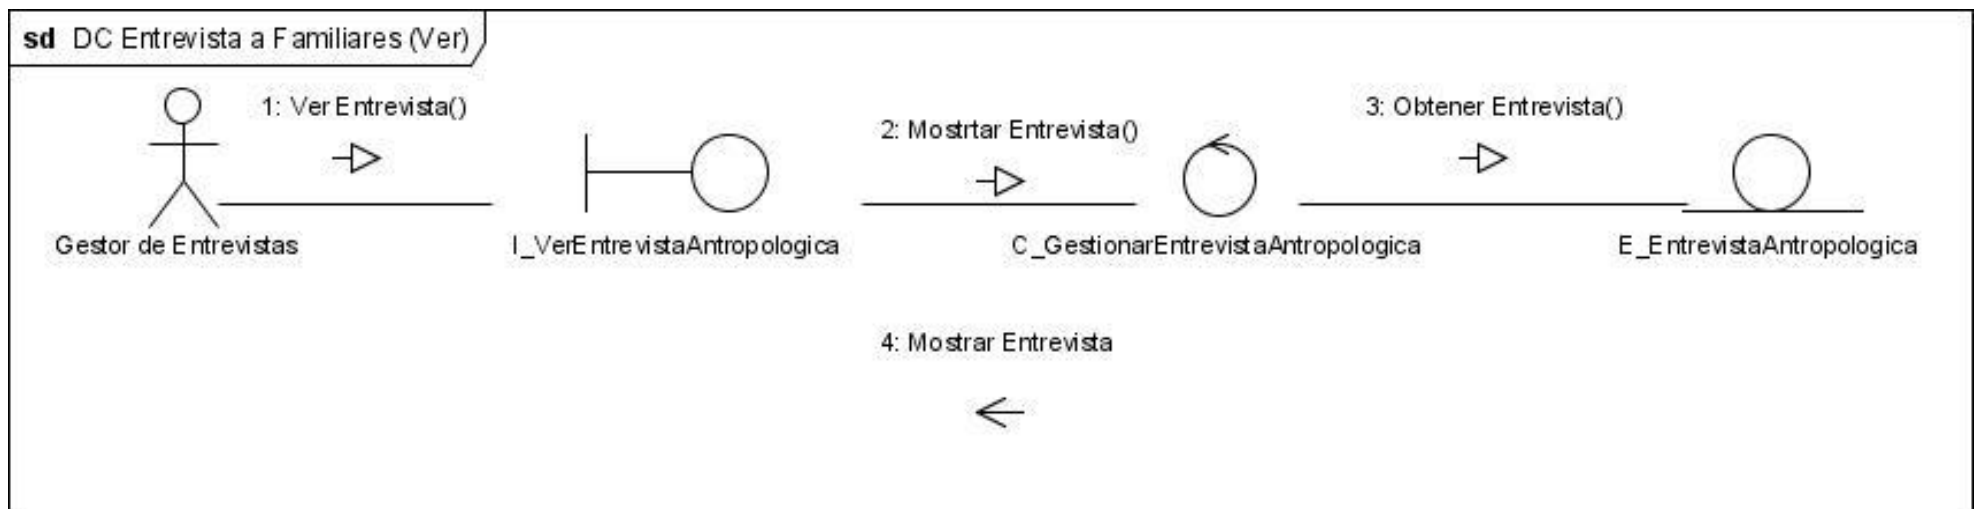 sd DC Entrevista a Familiares (Ver)
1: Ver Entrevista()
2: Mostrtar Entrevista()
3: Obtener Entrevista()
Gestor de Entrevistas
I_VerEntrevistaAntropologica
C_GestionarEntrevistaAntropologica
E_EntrevistaAntropologica
4: Mostrar Entrevista